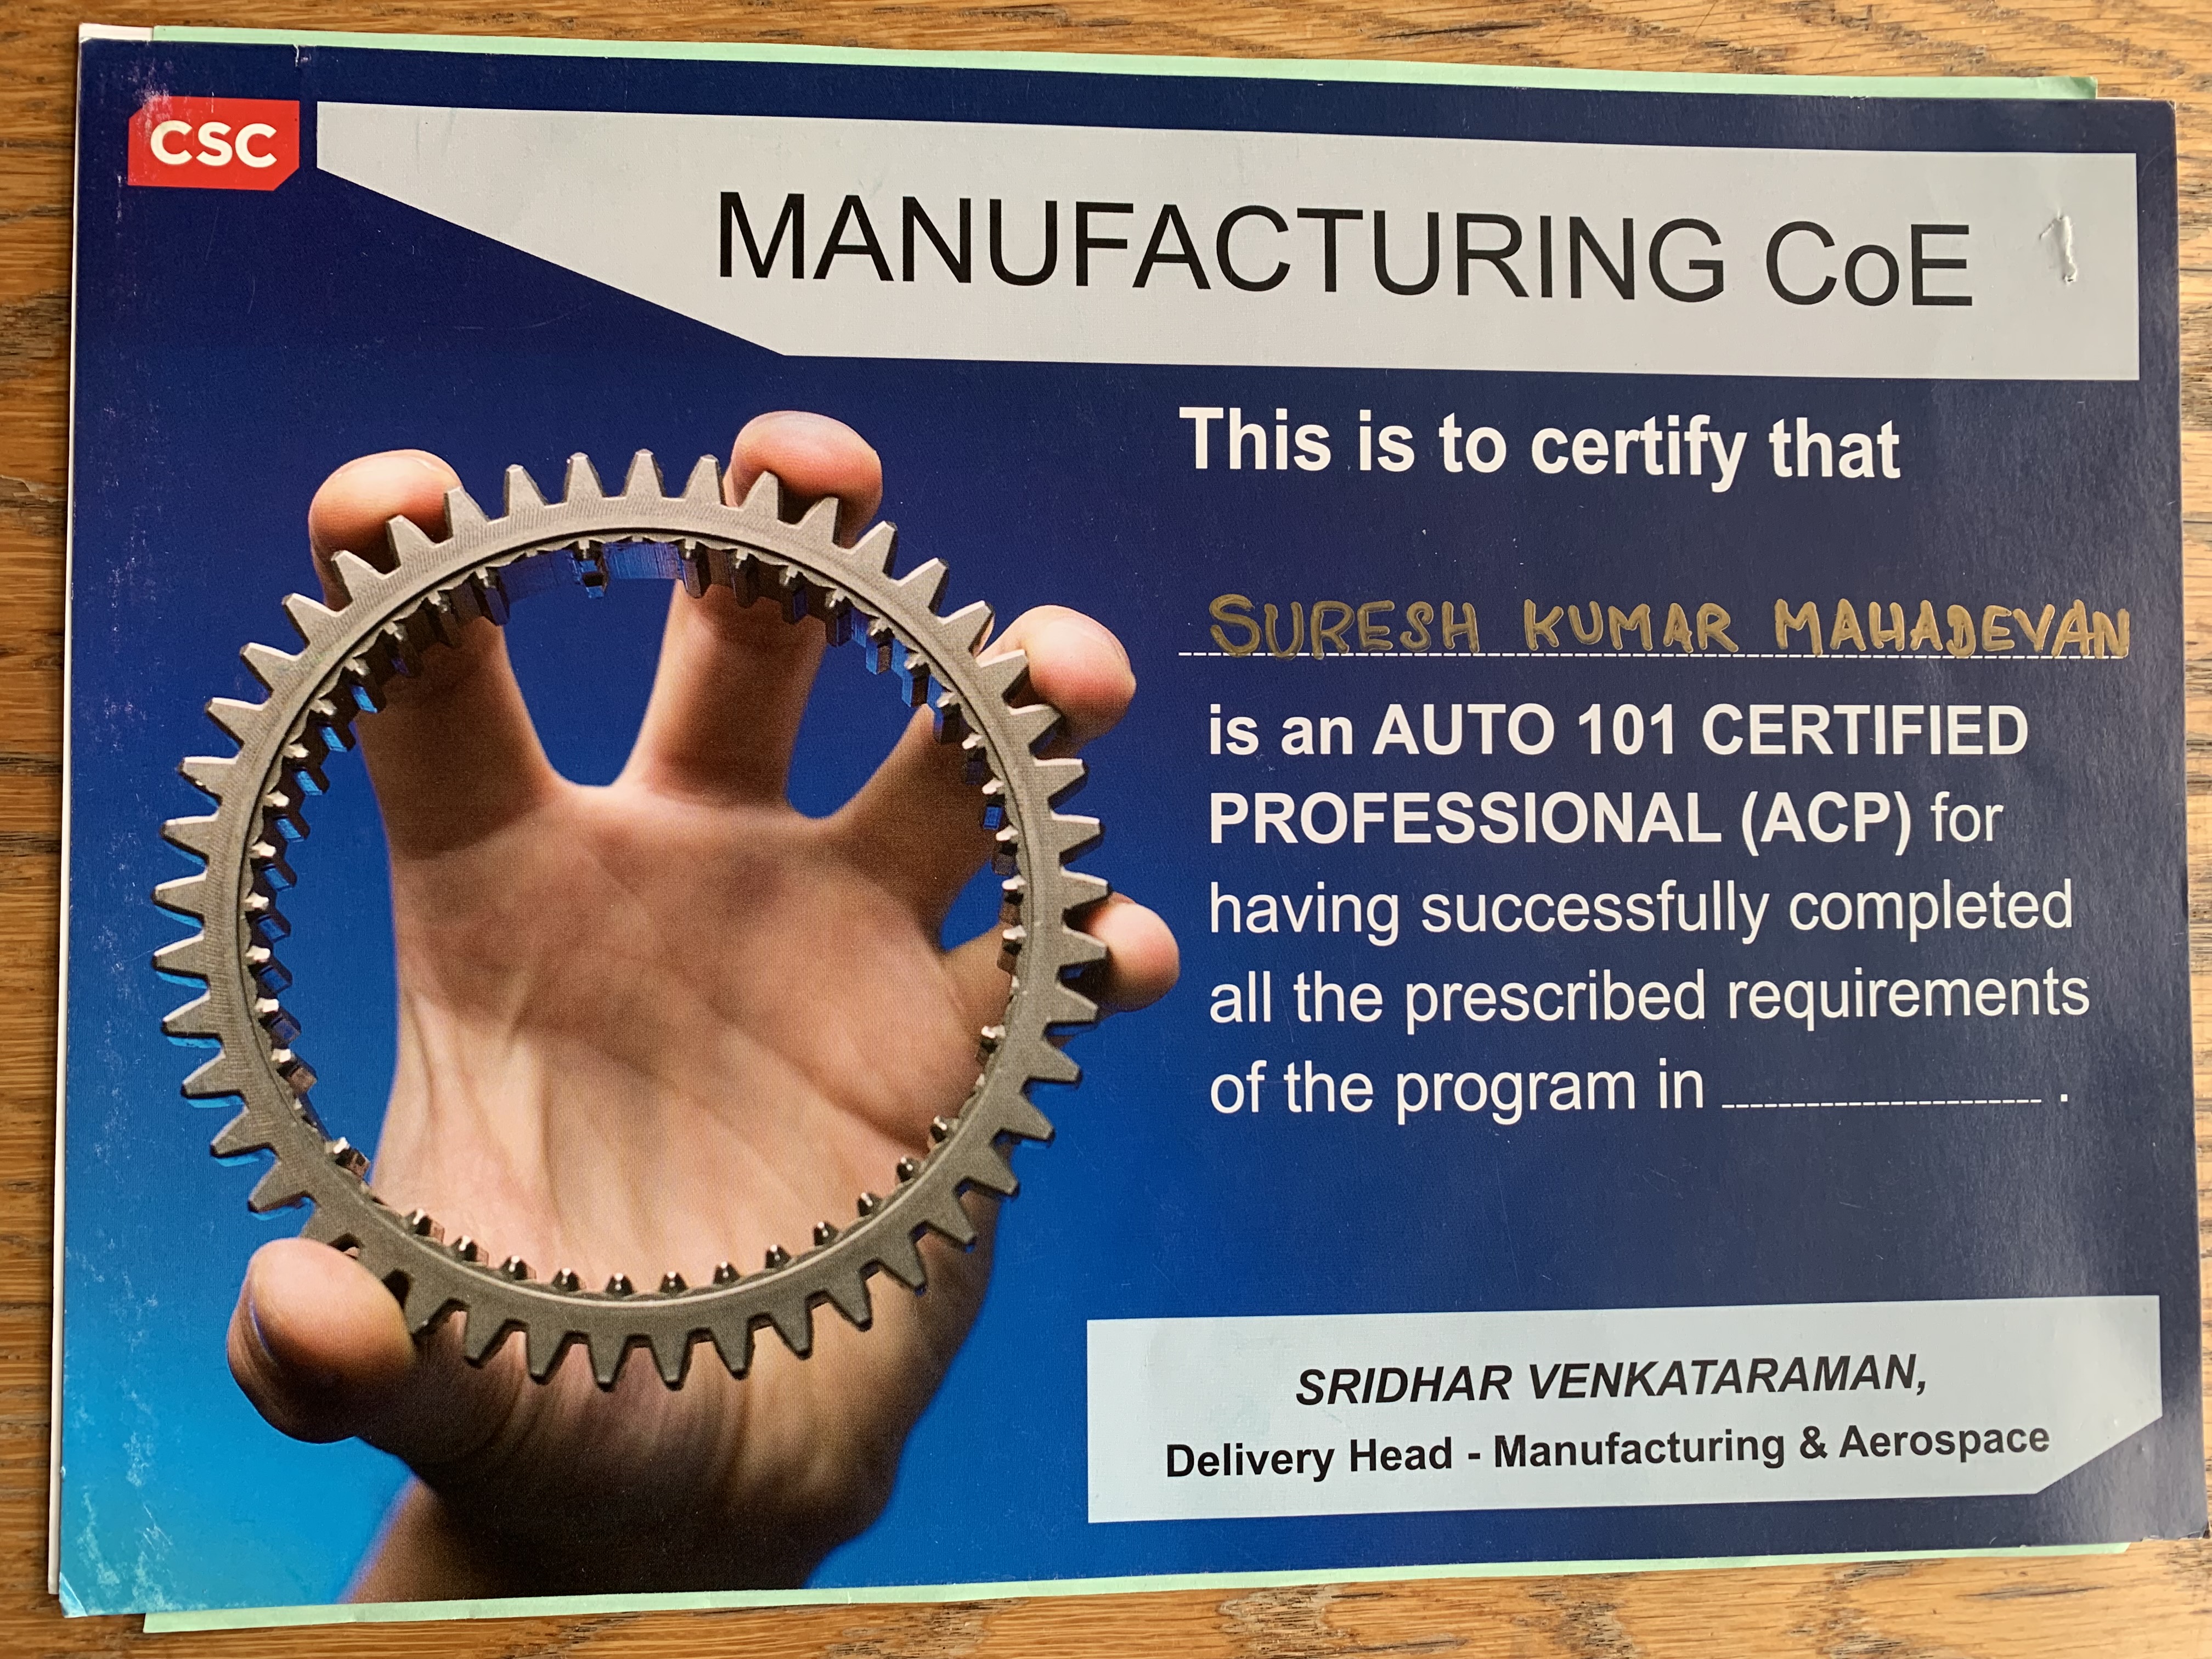 CSC
MANUFACTURING CoE
This is to certify that
SURESH KUMAR MAHADEVAN
is an AUTO 101 CERTIFIED
PROFESSIONAL (ACP) for
having successfully completed
all the prescribed requirements
of the program in .
SRIDHAR VENKATARAMAN,
Delivery Head - Manufacturing & Aerospace